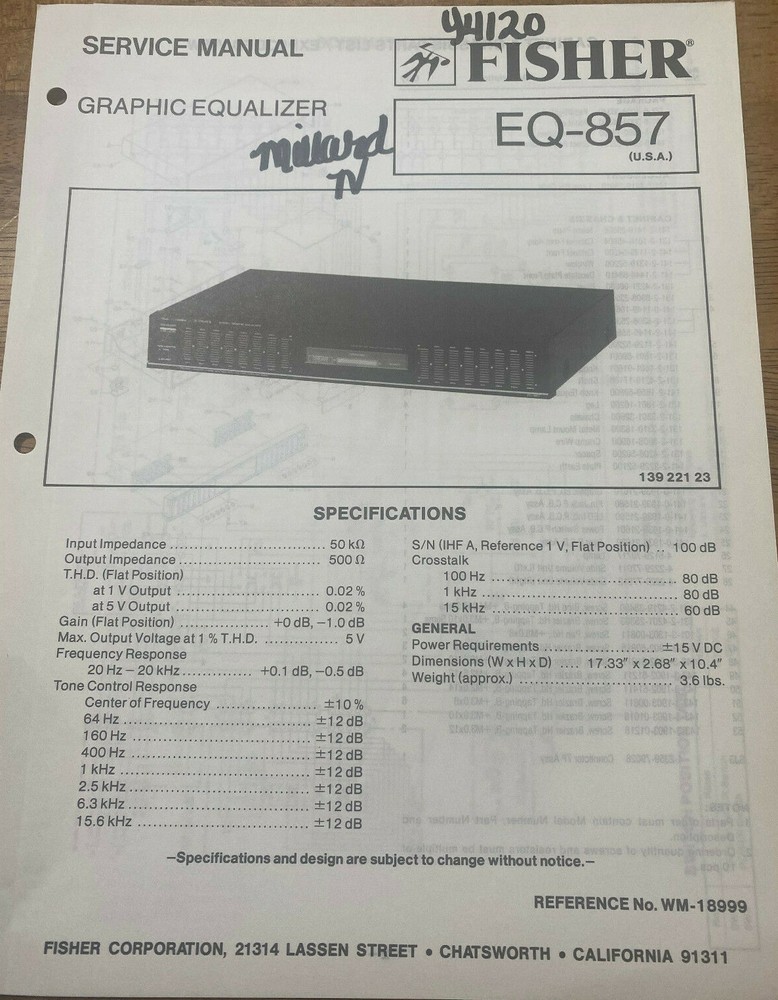 Y4120
SERVICE MANUAL
FISHER®
GRAPHIC EQUALIZER
EQ-857
(U.S.A.)
Millard
TV
139 221 23
SPECIFICATIONS
Input Impedance ........................ 50 kΩ
Output Impedance ..................... 500 Ω
T.H.D. (Flat Position)
at 1 V Output ...................... 0.02 %
at 5 V Output ...................... 0.02 %
Gain (Flat Position) ............... +0 dB, −1.0 dB
Max. Output Voltage at 1 % T.H.D. ............ 5 V
Frequency Response
20 Hz − 20 kHz ........... +0.1 dB, −0.5 dB
Tone Control Response
Center of Frequency ............... ±10 %
64 Hz ............................ ±12 dB
160 Hz ........................... ±12 dB
400 Hz ........................... ±12 dB
1 kHz ............................ ±12 dB
2.5 kHz .......................... ±12 dB
6.3 kHz .......................... ±12 dB
15.6 kHz ......................... ±12 dB
S/N (IHF A, Reference 1 V, Flat Position) .. 100 dB
Crosstalk
100 Hz ............................ 80 dB
1 kHz ............................. 80 dB
15 kHz ............................ 60 dB
GENERAL
Power Requirements ................... ±15 V DC
Dimensions (W x H x D) .... 17.33″ x 2.68″ x 10.4″
Weight (approx.) ........................ 3.6 lbs.
—Specifications and design are subject to change without notice.—
REFERENCE No. WM-18999
FISHER CORPORATION, 21314 LASSEN STREET • CHATSWORTH • CALIFORNIA 91311